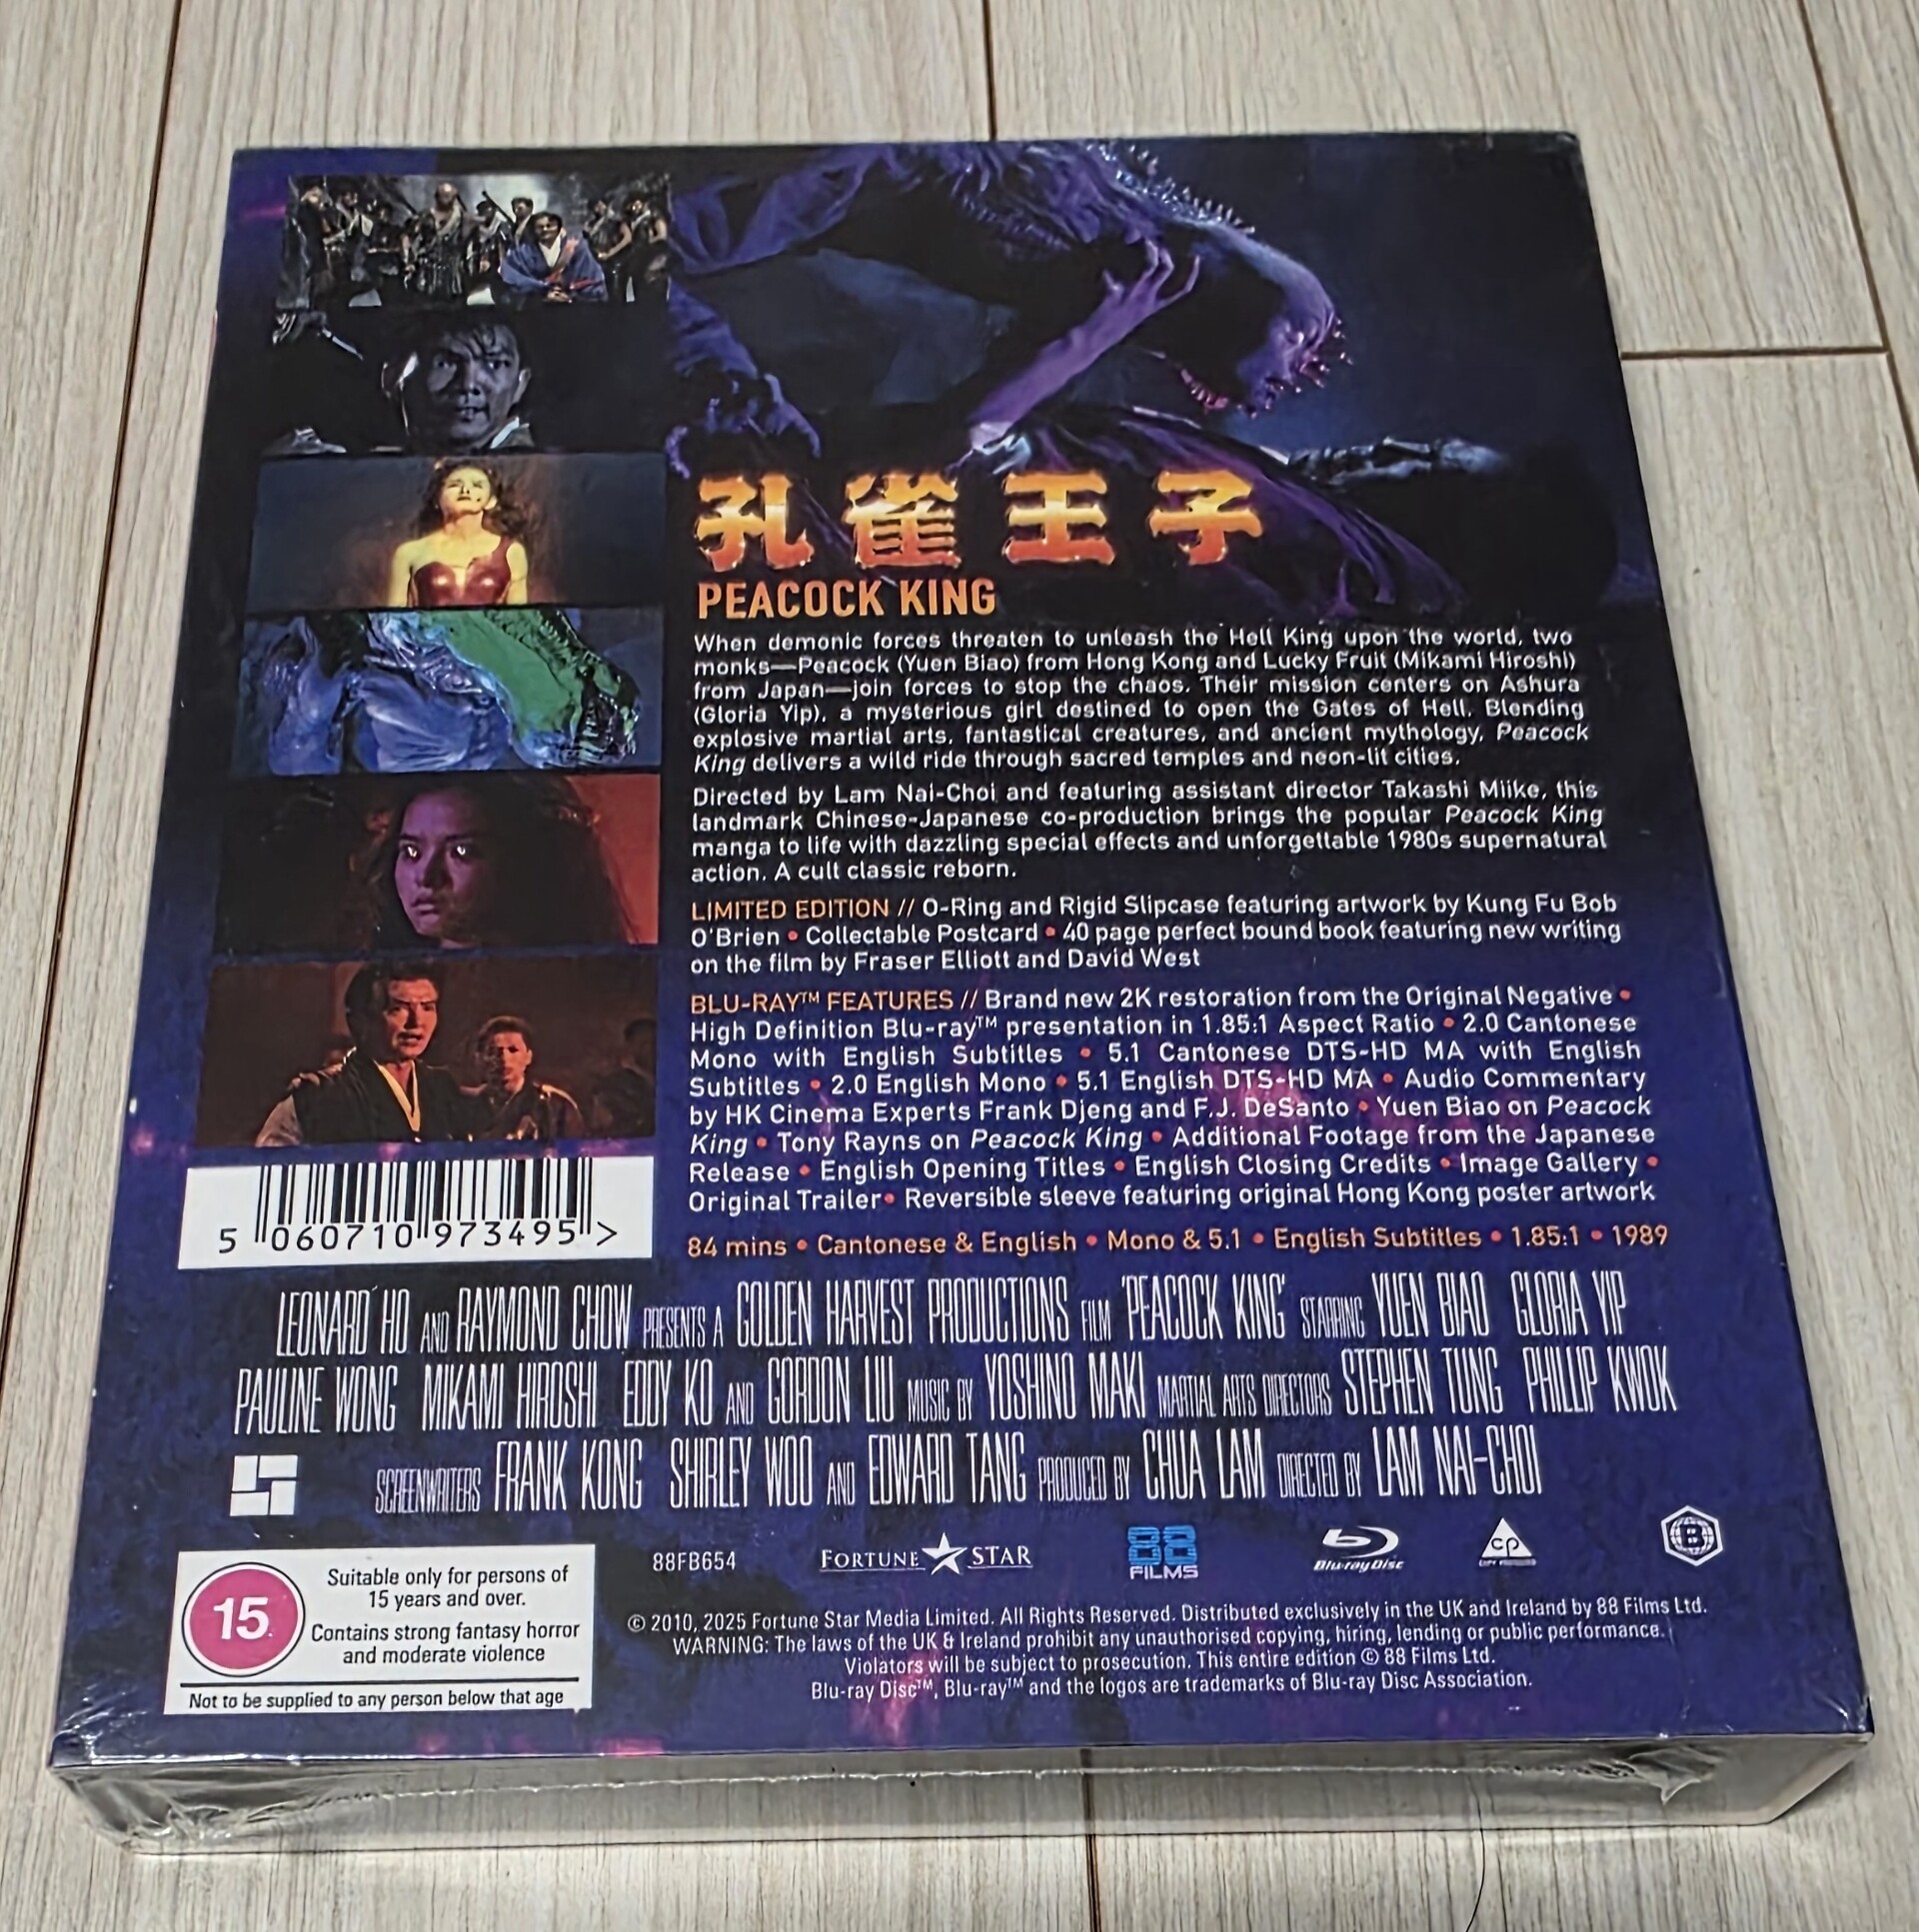 孔雀王子
PEACOCK KING
When demonic forces threaten to unleash the Hell King upon the world, two
monks—Peacock (Yuen Biao) from Hong Kong and Lucky Fruit (Mikami Hiroshi)
from Japan—join forces to stop the chaos. Their mission centers on Ashura
(Gloria Yip), a mysterious girl destined to open the Gates of Hell. Blending
explosive martial arts, fantastical creatures, and ancient mythology, Peacock
King delivers a wild ride through sacred temples and neon-lit cities.
Directed by Lam Nai-Choi and featuring assistant director Takashi Miike, this
landmark Chinese-Japanese co-production brings the popular Peacock King
manga to life with dazzling special effects and unforgettable 1980s supernatural
action. A cult classic reborn.
LIMITED EDITION // O-Ring and Rigid Slipcase featuring artwork by Kung Fu Bob
O'Brien • Collectable Postcard • 40 page perfect bound book featuring new writing
on the film by Fraser Elliott and David West
BLU-RAY™ FEATURES // Brand new 2K restoration from the Original Negative •
High Definition Blu-ray™ presentation in 1.85:1 Aspect Ratio • 2.0 Cantonese
Mono with English Subtitles • 5.1 Cantonese DTS-HD MA with English
Subtitles • 2.0 English Mono • 5.1 English DTS-HD MA • Audio Commentary
by HK Cinema Experts Frank Djeng and F.J. DeSanto • Yuen Biao on Peacock
King • Tony Rayns on Peacock King • Additional Footage from the Japanese
Release • English Opening Titles • English Closing Credits • Image Gallery •
Original Trailer • Reversible sleeve featuring original Hong Kong poster artwork
84 mins • Cantonese & English • Mono & 5.1 • English Subtitles • 1.85:1 • 1989
5 060710 973495 >
LEONARD HO AND RAYMOND CHOW PRESENTS A GOLDEN HARVEST PRODUCTIONS FILM 'PEACOCK KING' STARRING YUEN BIAO GLORIA YIP
PAULINE WONG MIKAMI HIROSHI EDDY KO AND GORDON LIU MUSIC BY YOSHINO MAKI MARTIAL ARTS DIRECTORS STEPHEN TUNG PHILLIP KWOK
SCREENWRITERS FRANK KONG SHIRLEY WOO AND EDWARD TANG PRODUCED BY CHUA LAM DIRECTED BY LAM NAI-CHOI
15
Suitable only for persons of
15 years and over.
Contains strong fantasy horror
and moderate violence
Not to be supplied to any person below that age
88FB654
FORTUNE STAR
88 FILMS
Blu-ray Disc
CP
B
© 2010, 2025 Fortune Star Media Limited. All Rights Reserved. Distributed exclusively in the UK and Ireland by 88 Films Ltd.
WARNING: The laws of the UK & Ireland prohibit any unauthorised copying, hiring, lending or public performance.
Violators will be subject to prosecution. This entire edition © 88 Films Ltd.
Blu-ray Disc™, Blu-ray™ and the logos are trademarks of Blu-ray Disc Association.